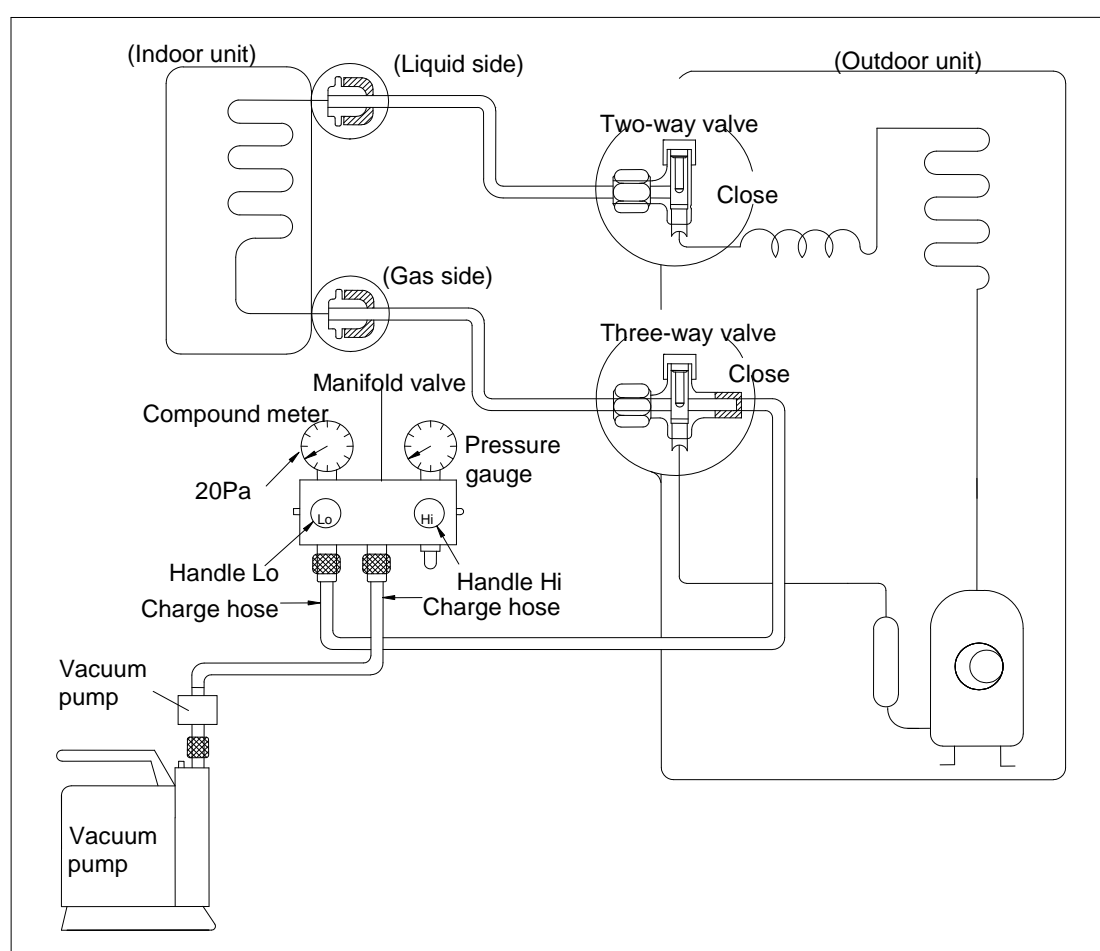 (Indoor unit)
(Liquid side)
(Outdoor unit)
Two-way valve
Close
(Gas side)
Three-way valve
Close
Manifold valve
Compound meter
Pressure
gauge
20Pa
Lo
Hi
Handle Lo
Handle Hi
Charge hose
Charge hose
Vacuum
pump
Vacuum
pump